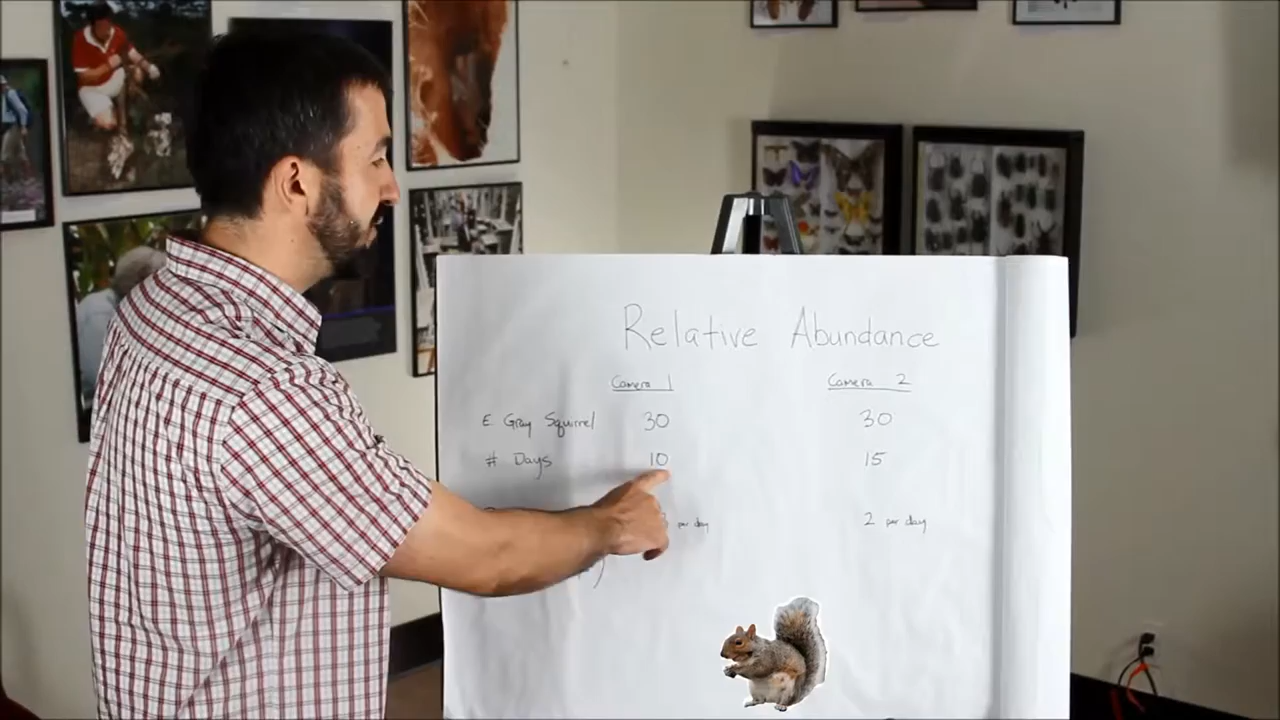 Relative Abundance
Camera 1 Camera 2
E. Gray Squirrel 30 30
# Days 10 15
per day 2 per day